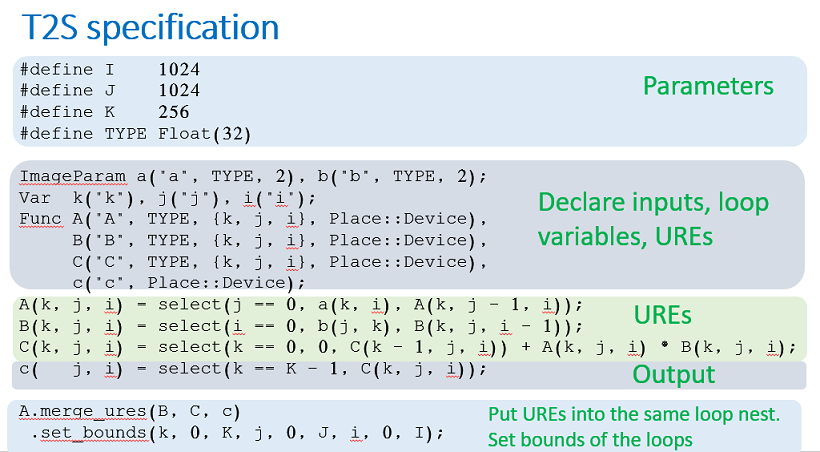 T2S specification
#define I 1024
#define J 1024
#define K 256
#define TYPE Float(32)
Parameters
ImageParam a("a", TYPE, 2), b("b", TYPE, 2);
Var k("k"), j("j"), i("i");
Func A("A", TYPE, {k, j, i}, Place::Device),
B("B", TYPE, {k, j, i}, Place::Device),
C("C", TYPE, {k, j, i}, Place::Device),
c("c", Place::Device);
Declare inputs, loop
variables, UREs
A(k, j, i) = select(j == 0, a(k, i), A(k, j - 1, i));
B(k, j, i) = select(i == 0, b(j, k), B(k, j, i - 1));
C(k, j, i) = select(k == 0, 0, C(k - 1, j, i)) + A(k, j, i) * B(k, j, i);
UREs
c( j, i) = select(k == K - 1, C(k, j, i));
Output
A.merge_ures(B, C, c)
.set_bounds(k, 0, K, j, 0, J, i, 0, I);
Put UREs into the same loop nest.
Set bounds of the loops